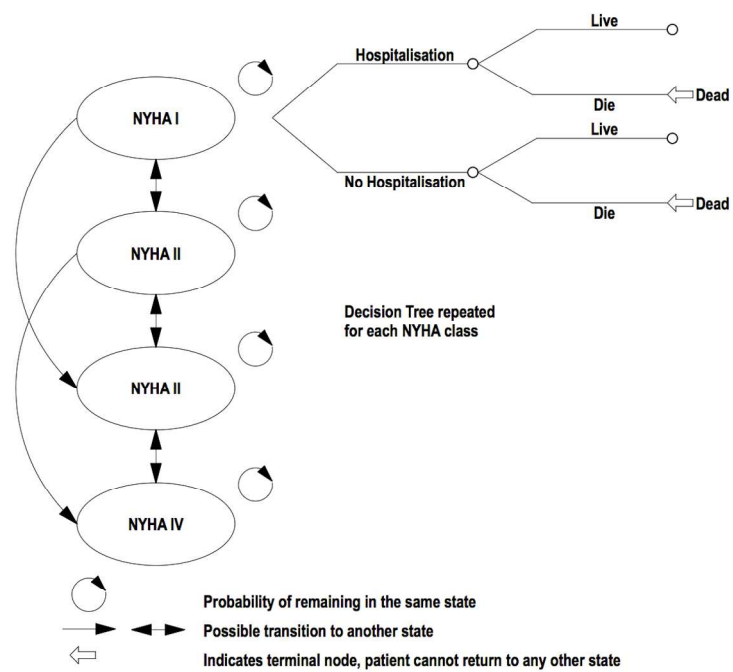 Live
Hospitalisation
NYHA I
Die
Dead
Live
No Hospitalisation
Die
Dead
NYHA II
Decision Tree repeated
for each NYHA class
NYHA II
NYHA IV
Probability of remaining in the same state
Possible transition to another state
Indicates terminal node, patient cannot return to any other state